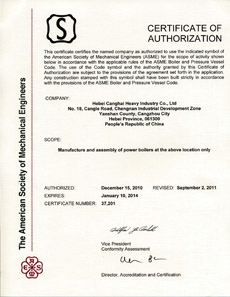 S
CERTIFICATE OF
AUTHORIZATION
This certificate certifies the named company as authorized to use the indicated symbol of
the American Society of Mechanical Engineers (ASME) for the scope of activity shown
below in accordance with the applicable rules of the ASME Boiler and Pressure Vessel
Code. The use of the Code symbol and the authority granted by this Certificate of
Authorization are subject to the provisions of the agreement set forth in the application.
Any construction stamped with this symbol shall have been built strictly in accordance
with the provisions of the ASME Boiler and Pressure Vessel Code.
COMPANY:
Hebei Canghai Heavy Industry Co., Ltd
No. 18, Cangle Road, Chengnan Industrial Development Zone
Yanshan County, Cangzhou City
Hebei Province, 061300
People's Republic of China
SCOPE:
Manufacture and assembly of power boilers at the above location only
AUTHORIZED: December 15, 2010 REVISED: September 2, 2011
EXPIRES: January 10, 2014
CERTIFICATE NUMBER: 37,201
Vice President
Conformity Assessment
Director, Accreditation and Certification
The American Society of Mechanical Engineers